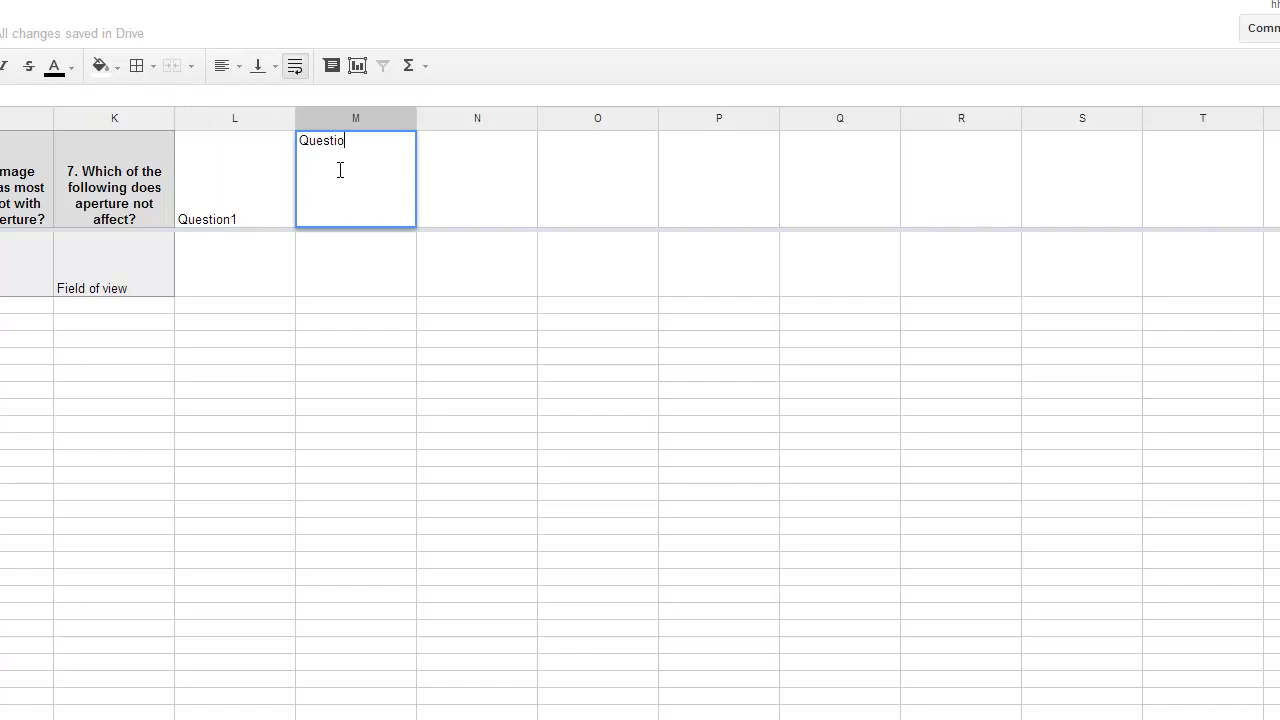 All changes saved in Drive
Comm
K L M N O P Q R S T
mage
as most
ot with
erture?
7. Which of the
following does
aperture not
affect?
Question1
Questio
Field of view